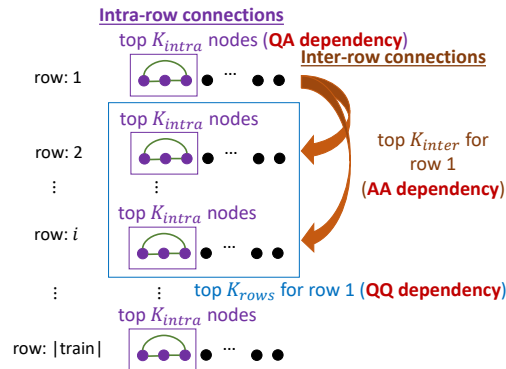 Intra-row connections
top K_intra nodes (QA dependency)
Inter-row connections
row: 1
...
top K_intra nodes
row: 2
...
top K_inter for
row 1
(AA dependency)
⋮ ⋮
top K_intra nodes
row: i
...
⋮ ⋮
top K_rows for row 1 (QQ dependency)
top K_intra nodes
row: |train|
...